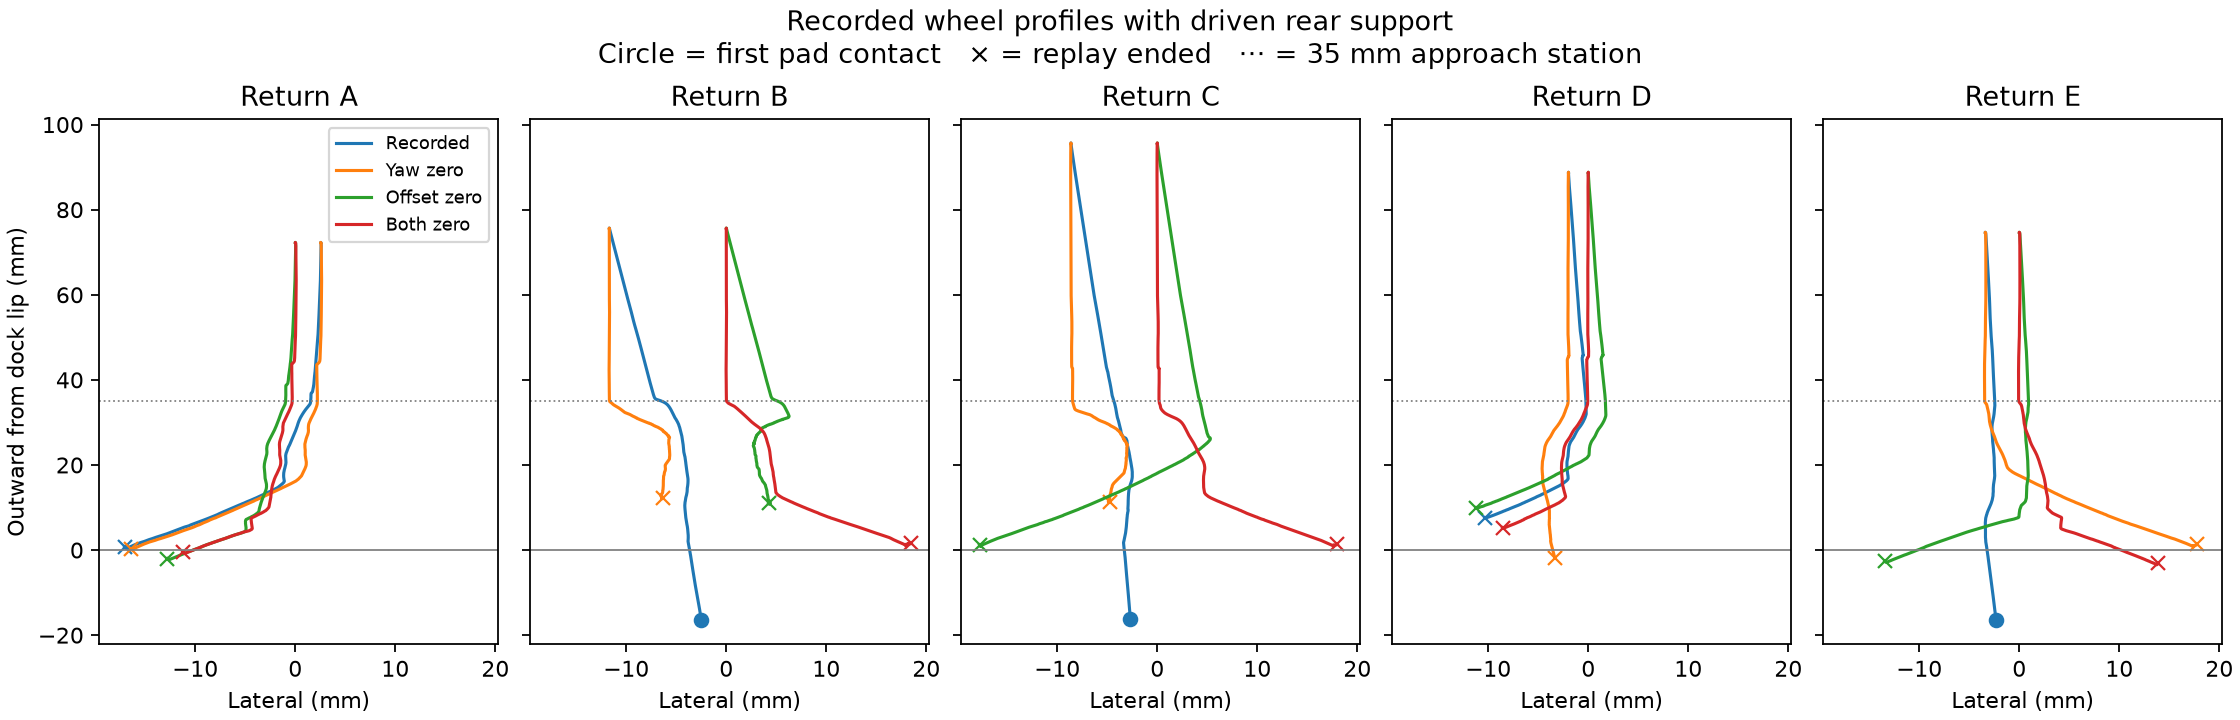 Recorded wheel profiles with driven rear support
Circle = first pad contact   × = replay ended   ··· = 35 mm approach station
Return A
Return B
Return C
Return D
Return E
Recorded
Yaw zero
Offset zero
Both zero
Outward from dock lip (mm)
100
80
60
40
20
0
−20
−10 0 10 20
−10 0 10 20
−10 0 10 20
−10 0 10 20
−10 0 10 20
Lateral (mm)
Lateral (mm)
Lateral (mm)
Lateral (mm)
Lateral (mm)